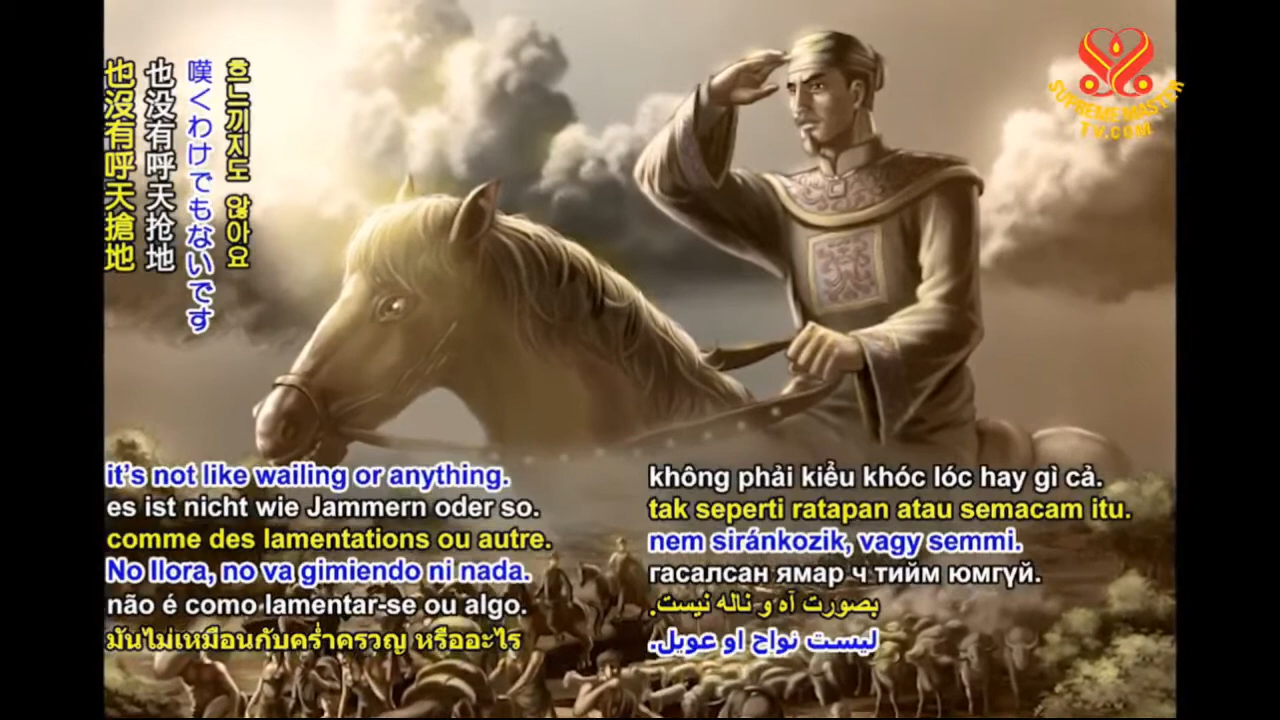 흐느끼지도 않아요
嘆くわけでもないです
也没有呼天抢地
也沒有呼天搶地
SUPREME MASTER
TV.COM
it's not like wailing or anything.
es ist nicht wie Jammern oder so.
comme des lamentations ou autre.
No llora, no va gimiendo ni nada.
não é como lamentar-se ou algo.
มันไม่เหมือนกับคร่ำครวญ หรืออะไร
không phải kiểu khóc lóc hay gì cả.
tak seperti ratapan atau semacam itu.
nem siránkozik, vagy semmi.
гасалсан ямар ч тийм юмгүй.
بصورت آه و ناله نیست.
ليست نواح او عويل.